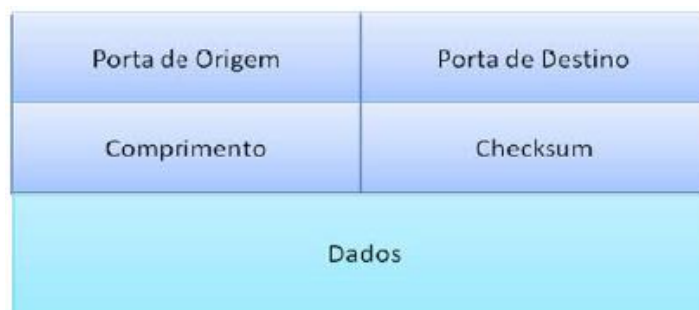 Porta de Origem
Porta de Destino
Comprimento
Checksum
Dados